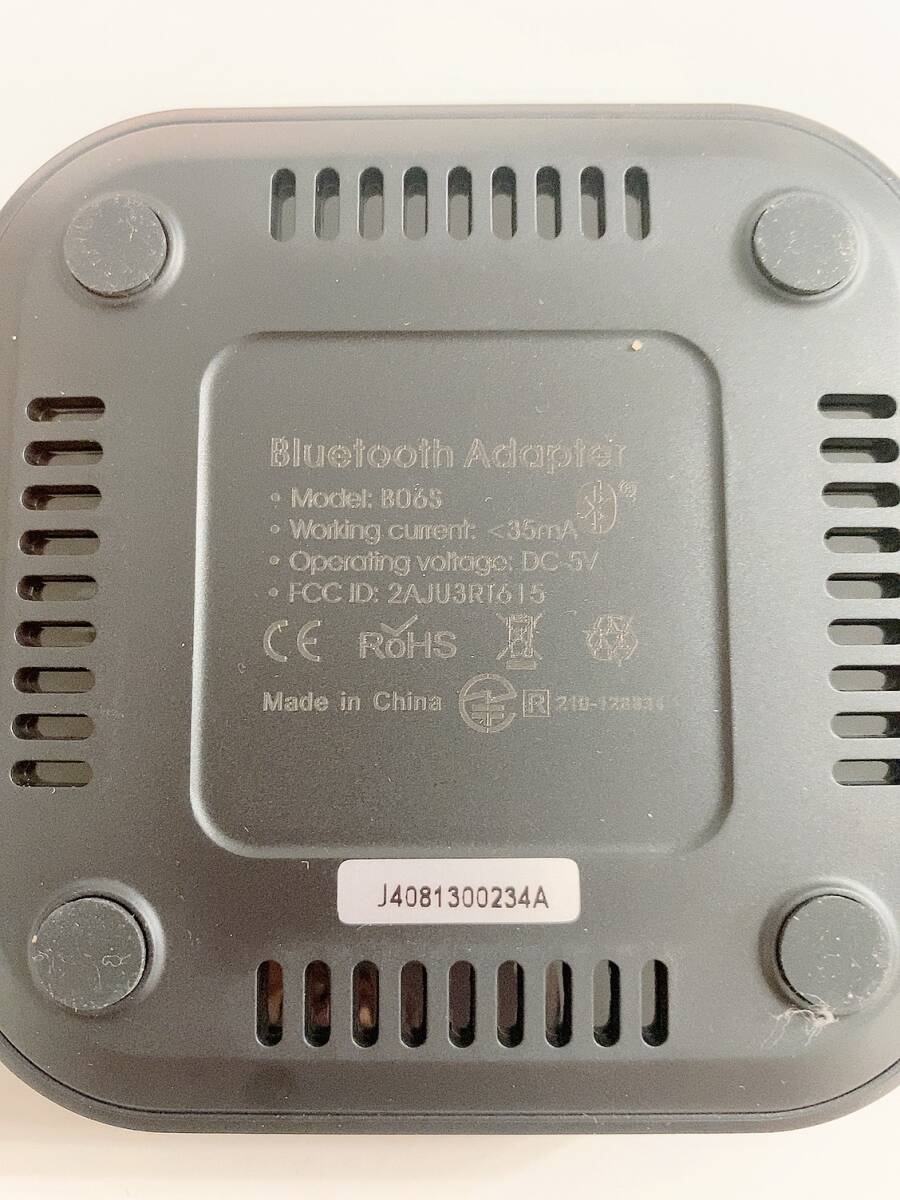 Bluetooth Adapter
• Model: B06S
• Working current: <35mA
• Operating voltage: DC-5V
• FCC ID: 2AJU3RT615
CE RoHS
Made in China R
J4081300234A